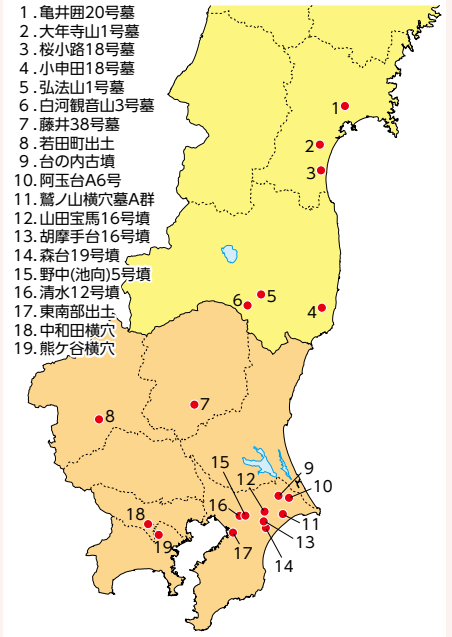 1.亀井囲20号墓
2.大年寺山1号墓
3.桜小路18号墓
4.小申田18号墓
5.弘法山1号墓
6.白河観音山3号墓
7.藤井38号墓
8.若田町出土
9.台の内古墳
10.阿玉台A6号
11.鷲ノ山横穴墓A群
12.山田宝馬16号墳
13.胡摩手台16号墳
14.森台19号墳
15.野中(池向)5号墳
16.清水12号墳
17.東南部出土
18.中和田横穴
19.熊ケ谷横穴
1
2
3
4
5
6
7
8
9
10
11
12
13
14
15
16
17
18
19